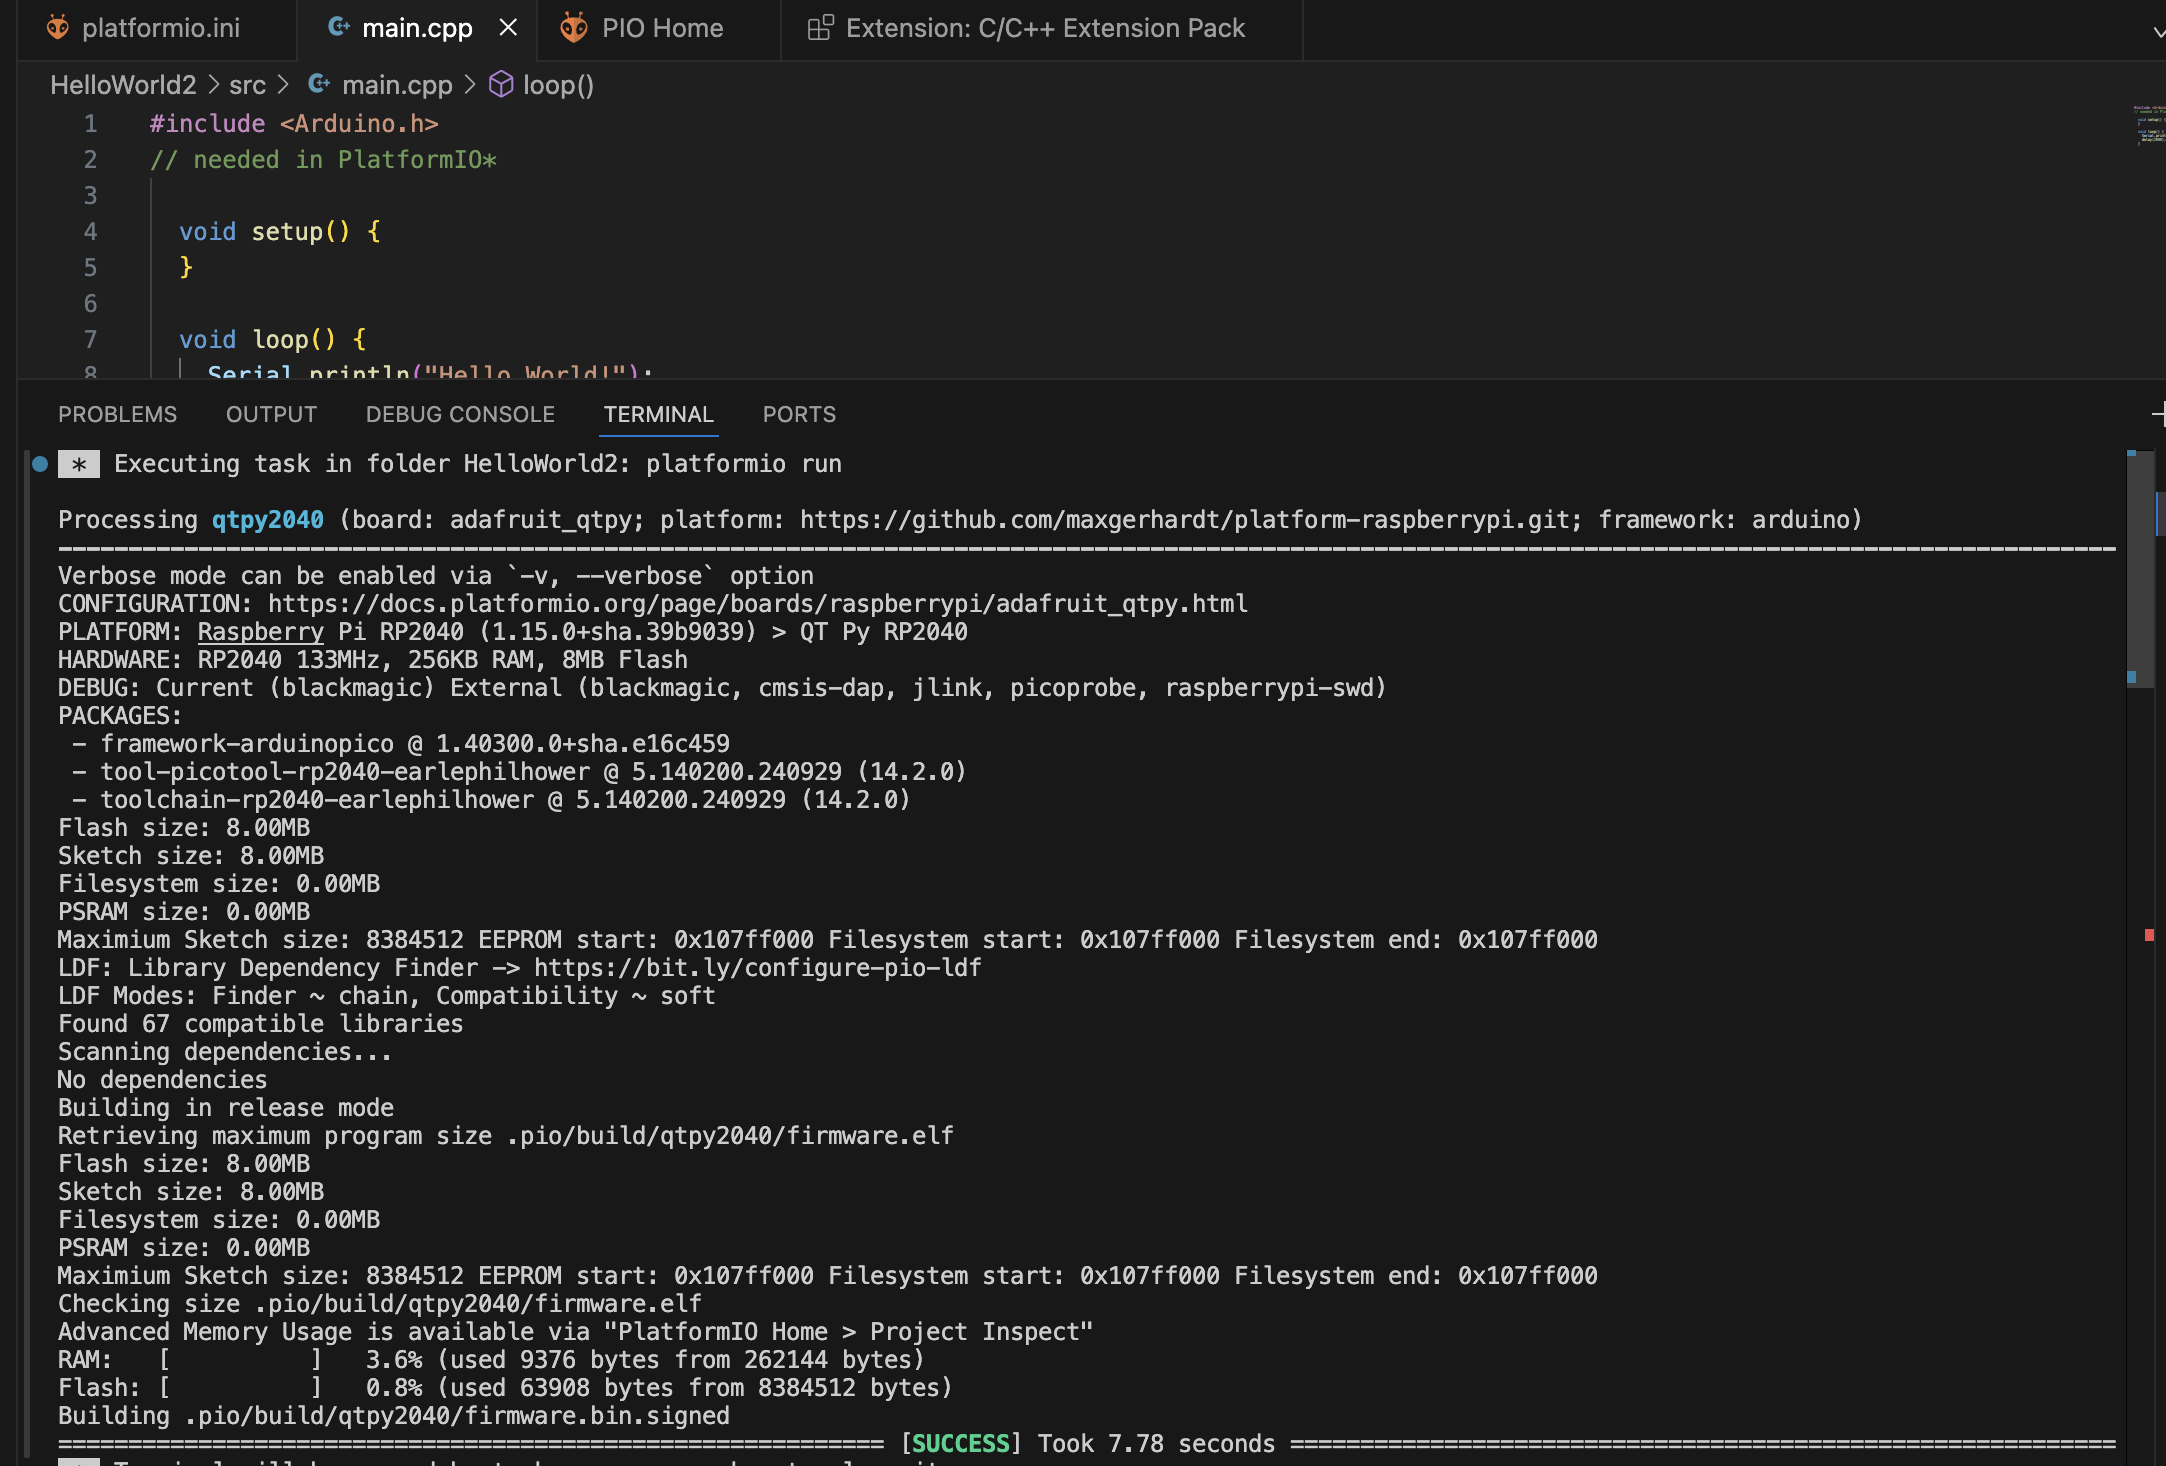 platformio.ini main.cpp PIO Home Extension: C/C++ Extension Pack
HelloWorld2 > src > main.cpp > loop()
1 #include <Arduino.h>
2 // needed in PlatformIO*
3
4 void setup() {
5 }
6
7 void loop() {
8 Serial.println("Hello World!");
PROBLEMS OUTPUT DEBUG CONSOLE TERMINAL PORTS
* Executing task in folder HelloWorld2: platformio run
Processing qtpy2040 (board: adafruit_qtpy; platform: https://github.com/maxgerhardt/platform-raspberrypi.git; framework: arduino)
Verbose mode can be enabled via `-v, --verbose` option
CONFIGURATION: https://docs.platformio.org/page/boards/raspberrypi/adafruit_qtpy.html
PLATFORM: Raspberry Pi RP2040 (1.15.0+sha.39b9039) > QT Py RP2040
HARDWARE: RP2040 133MHz, 256KB RAM, 8MB Flash
DEBUG: Current (blackmagic) External (blackmagic, cmsis-dap, jlink, picoprobe, raspberrypi-swd)
PACKAGES:
- framework-arduinopico @ 1.40300.0+sha.e16c459
- tool-picotool-rp2040-earlephilhower @ 5.140200.240929 (14.2.0)
- toolchain-rp2040-earlephilhower @ 5.140200.240929 (14.2.0)
Flash size: 8.00MB
Sketch size: 8.00MB
Filesystem size: 0.00MB
PSRAM size: 0.00MB
Maximium Sketch size: 8384512 EEPROM start: 0x107ff000 Filesystem start: 0x107ff000 Filesystem end: 0x107ff000
LDF: Library Dependency Finder -> https://bit.ly/configure-pio-ldf
LDF Modes: Finder ~ chain, Compatibility ~ soft
Found 67 compatible libraries
Scanning dependencies...
No dependencies
Building in release mode
Retrieving maximum program size .pio/build/qtpy2040/firmware.elf
Flash size: 8.00MB
Sketch size: 8.00MB
Filesystem size: 0.00MB
PSRAM size: 0.00MB
Maximium Sketch size: 8384512 EEPROM start: 0x107ff000 Filesystem start: 0x107ff000 Filesystem end: 0x107ff000
Checking size .pio/build/qtpy2040/firmware.elf
Advanced Memory Usage is available via "PlatformIO Home > Project Inspect"
RAM: [ ] 3.6% (used 9376 bytes from 262144 bytes)
Flash: [ ] 0.8% (used 63908 bytes from 8384512 bytes)
Building .pio/build/qtpy2040/firmware.bin.signed
[SUCCESS] Took 7.78 seconds